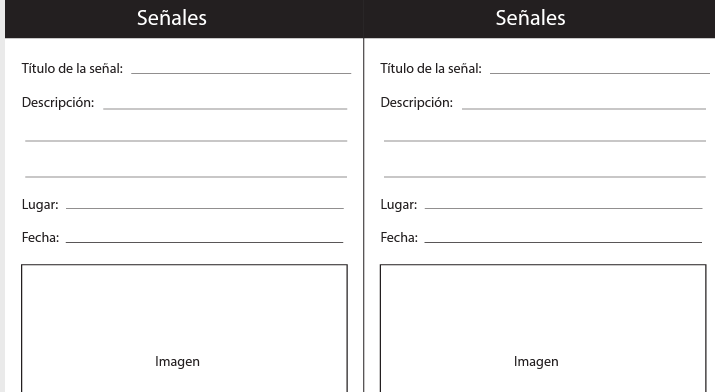 Señales
Título de la señal:
Descripción:
Lugar:
Fecha:
Imagen
Señales
Título de la señal:
Descripción:
Lugar:
Fecha:
Imagen